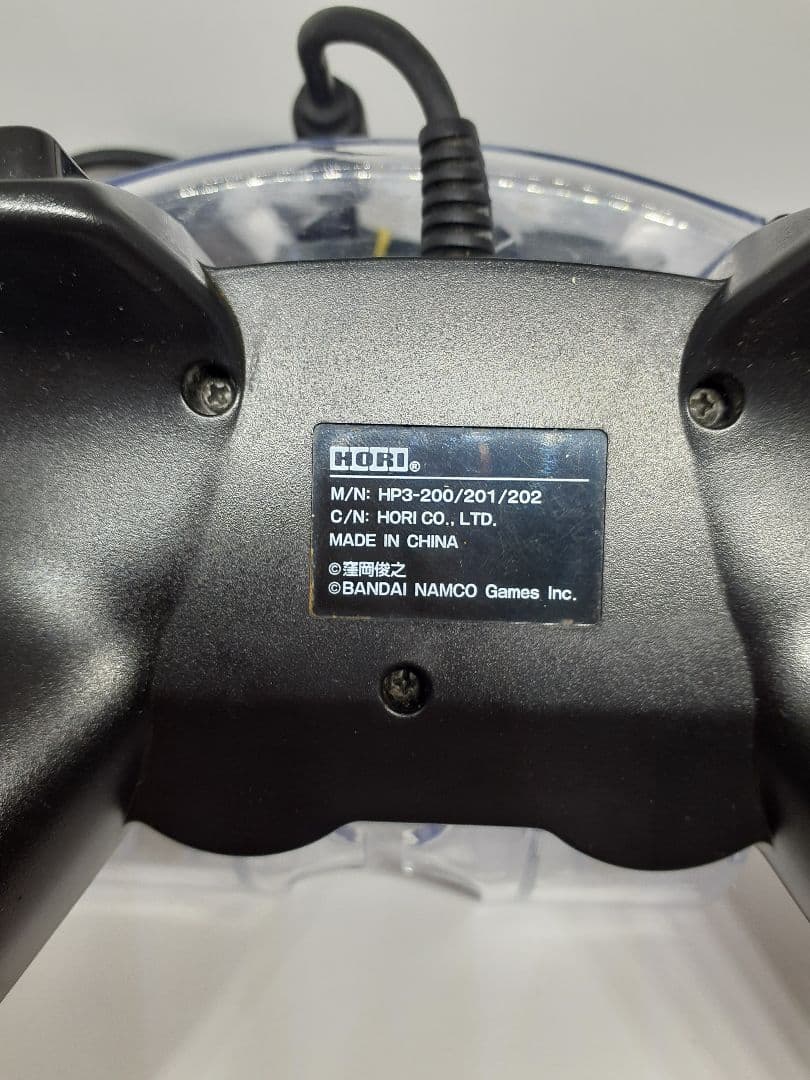 HORI®
M/N: HP3-200/201/202
C/N: HORI CO., LTD.
MADE IN CHINA
©窪岡俊之
©BANDAI NAMCO Games Inc.